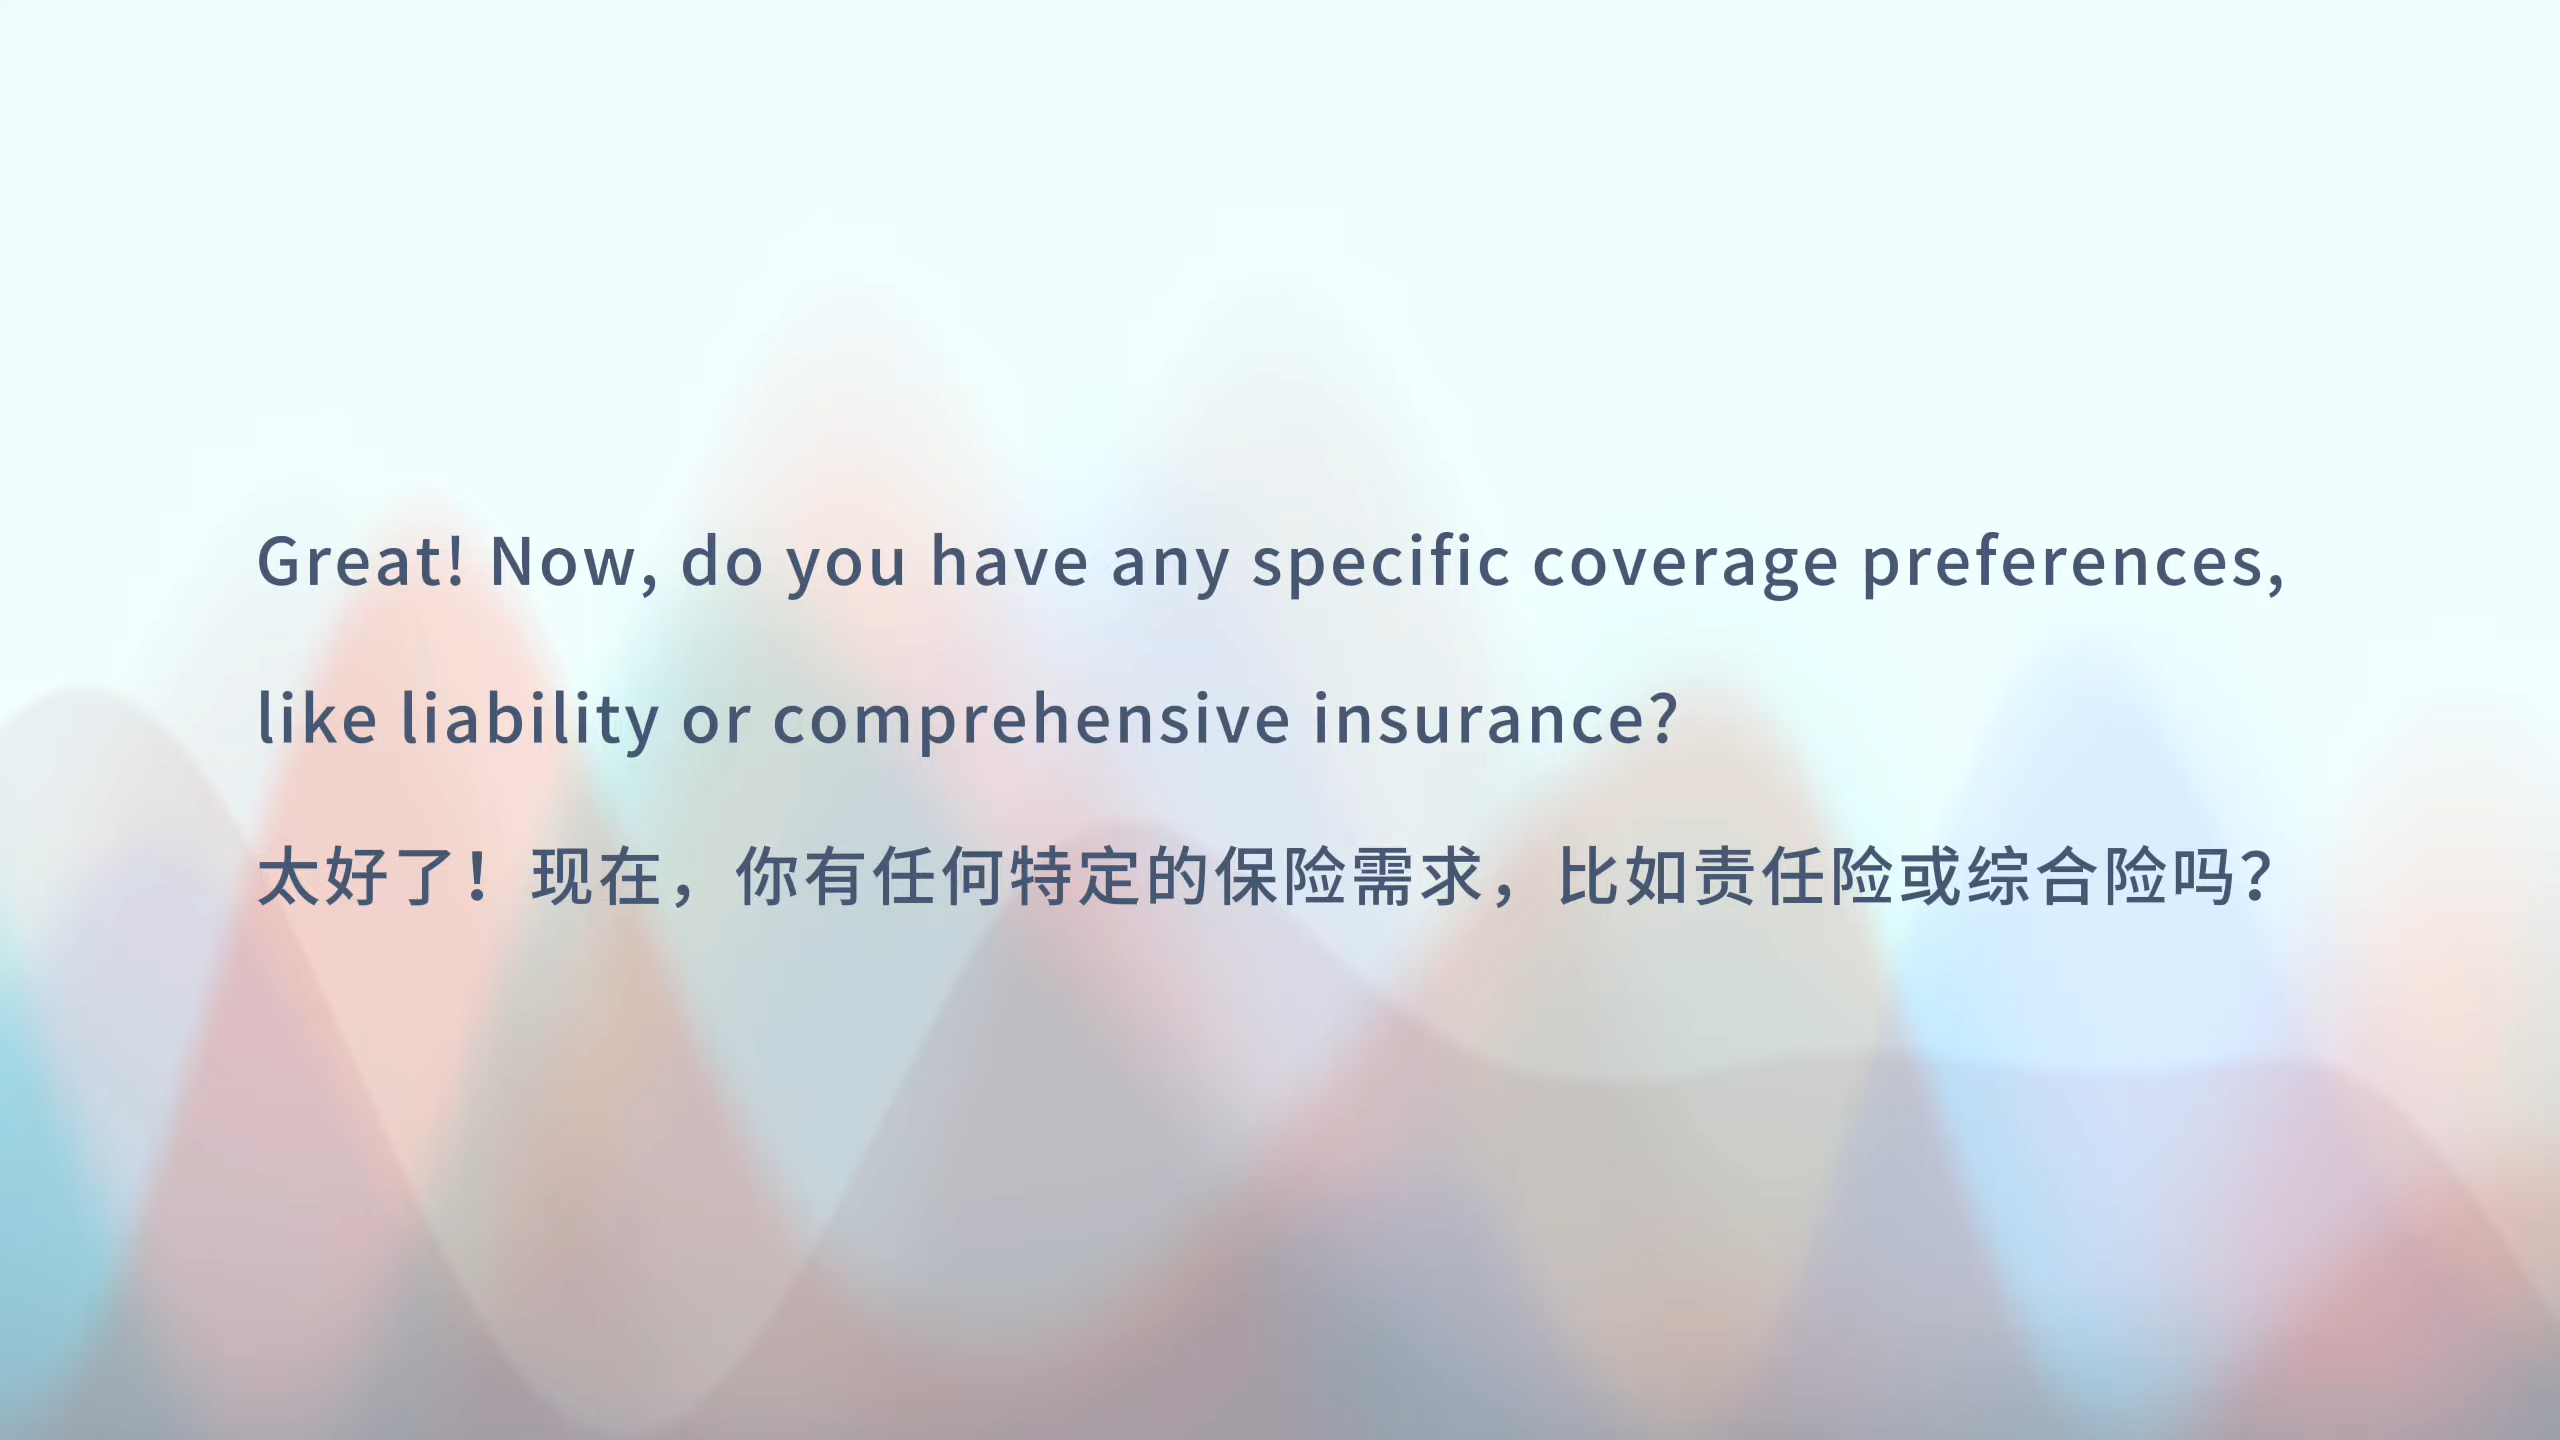 Great! Now, do you have any specific coverage preferences,
like liability or comprehensive insurance?
太好了！现在，你有任何特定的保险需求，比如责任险或综合险吗？